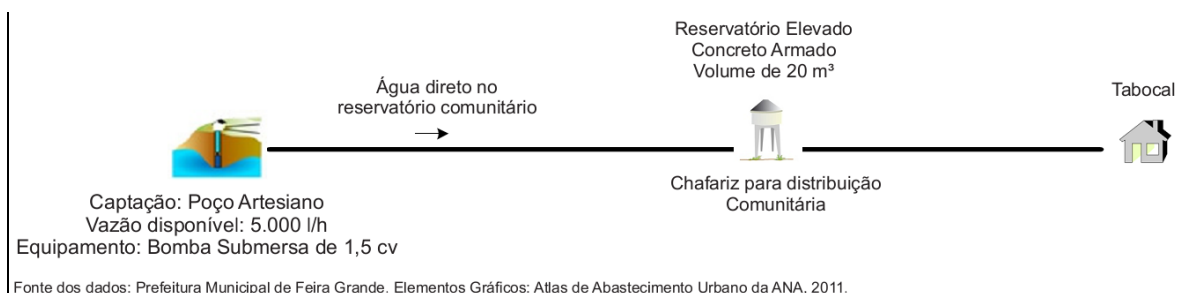 Reservatório Elevado
Concreto Armado
Volume de 20 m³
Água direto no
reservatório comunitário
Tabocal
Captação: Poço Artesiano
Vazão disponível: 5.000 l/h
Equipamento: Bomba Submersa de 1,5 cv
Chafariz para distribuição
Comunitária
Fonte dos dados: Prefeitura Municipal de Feira Grande. Elementos Gráficos: Atlas de Abastecimento Urbano da ANA, 2011.